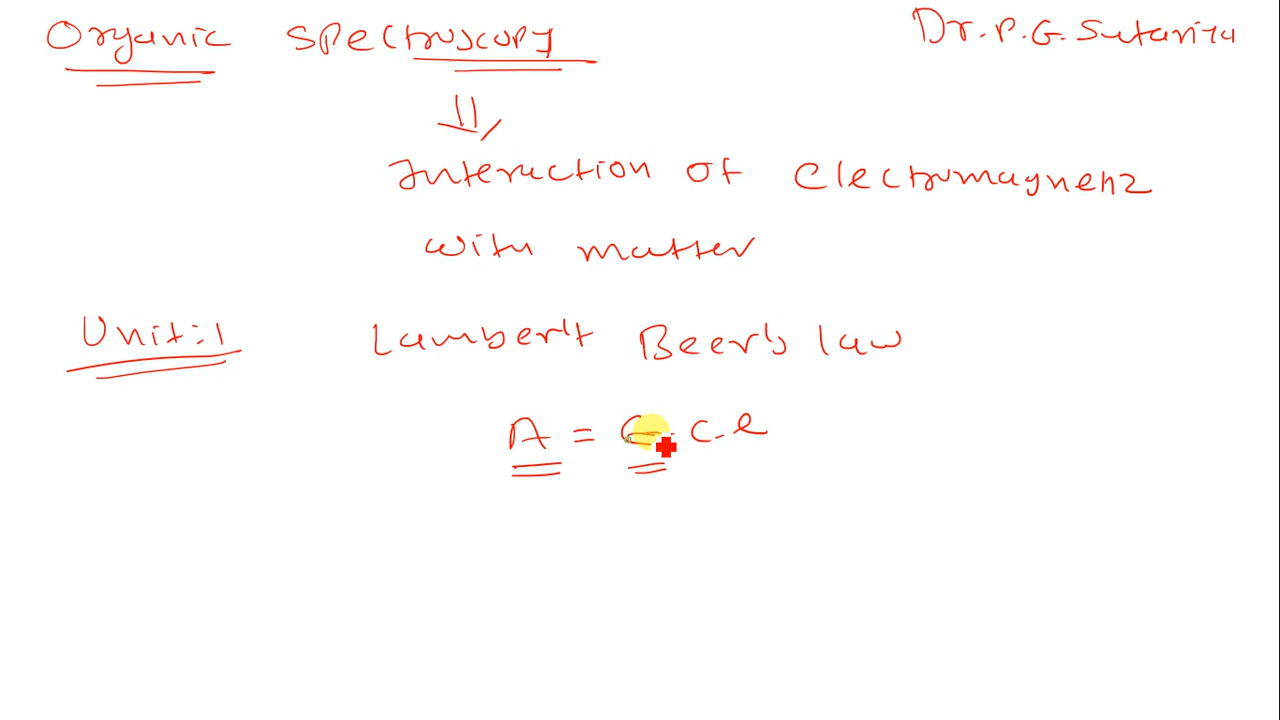 Organic Spectroscopy
Dr. P. G. Sutariya
Interaction of Electromagnetic
with matter
Unit:1 Lambert Beer's law
A = ε. c. l